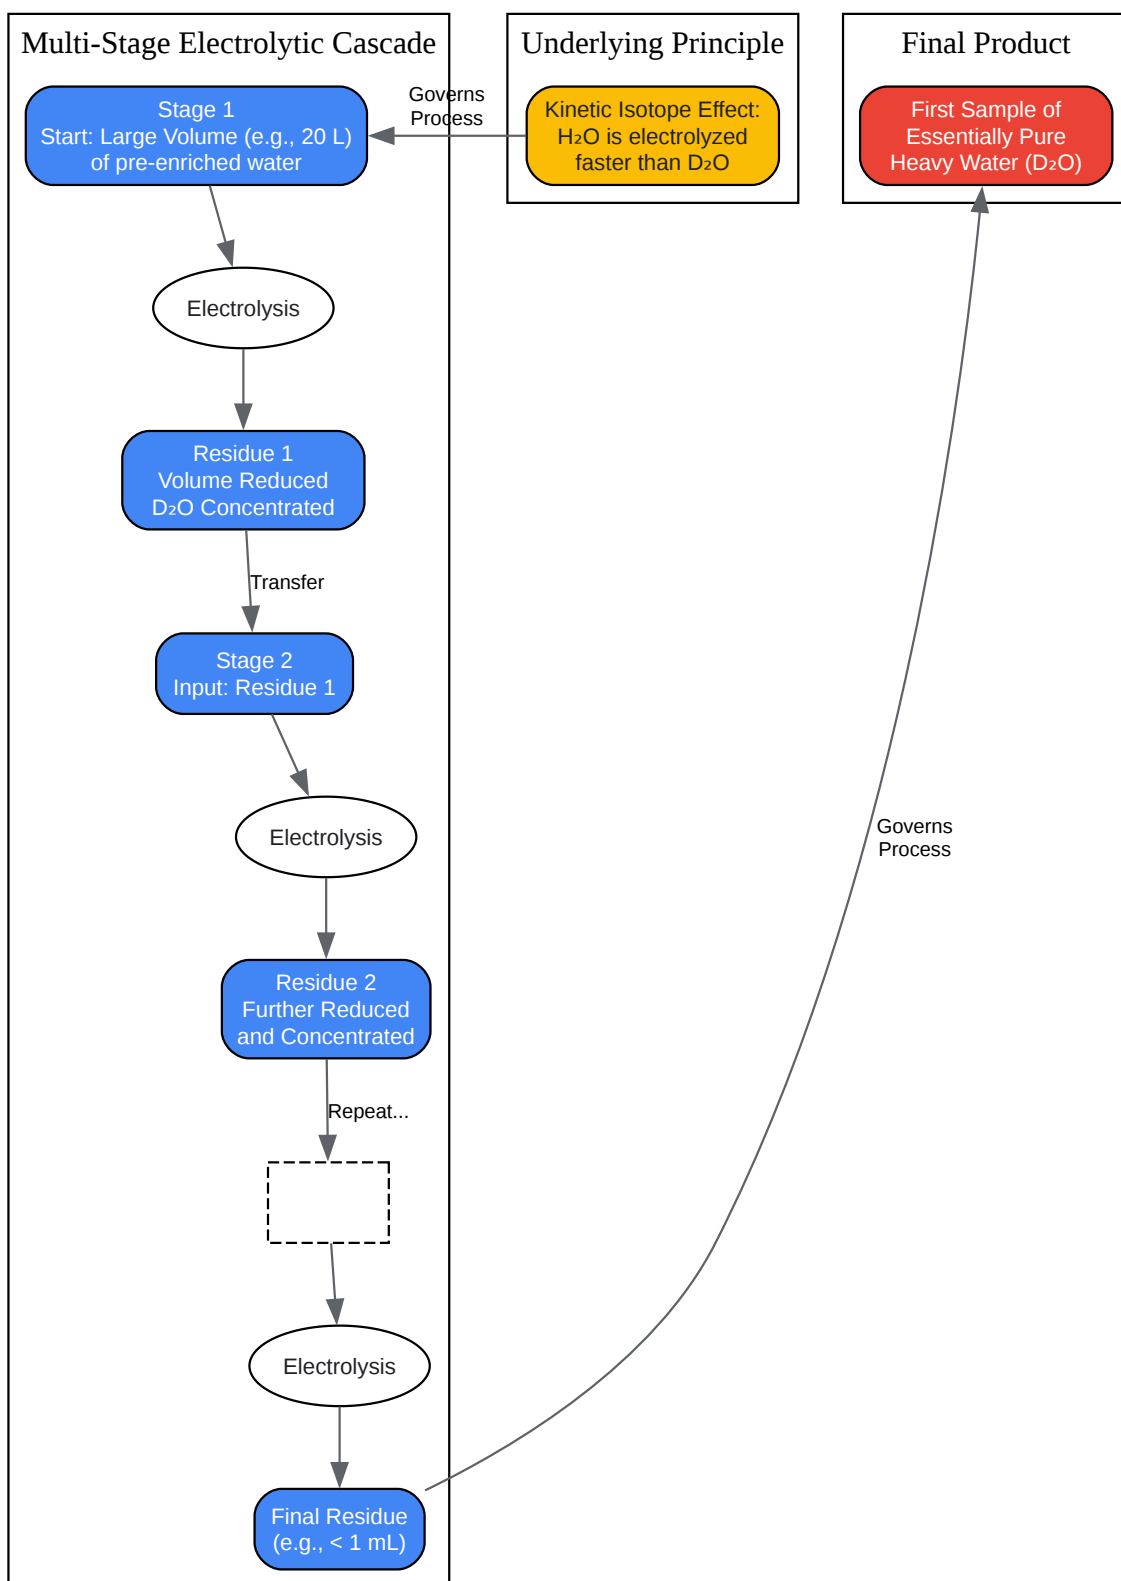 Multi-Stage Electrolytic Cascade
Stage 1
Start: Large Volume (e.g., 20 L)
of pre-enriched water
Electrolysis
Residue 1
Volume Reduced
D₂O Concentrated
Transfer
Stage 2
Input: Residue 1
Electrolysis
Residue 2
Further Reduced
and Concentrated
Repeat...
Electrolysis
Final Residue
(e.g., < 1 mL)
Governs
Process
Underlying Principle
Kinetic Isotope Effect:
H₂O is electrolyzed
faster than D₂O
Final Product
First Sample of
Essentially Pure
Heavy Water (D₂O)
Governs
Process